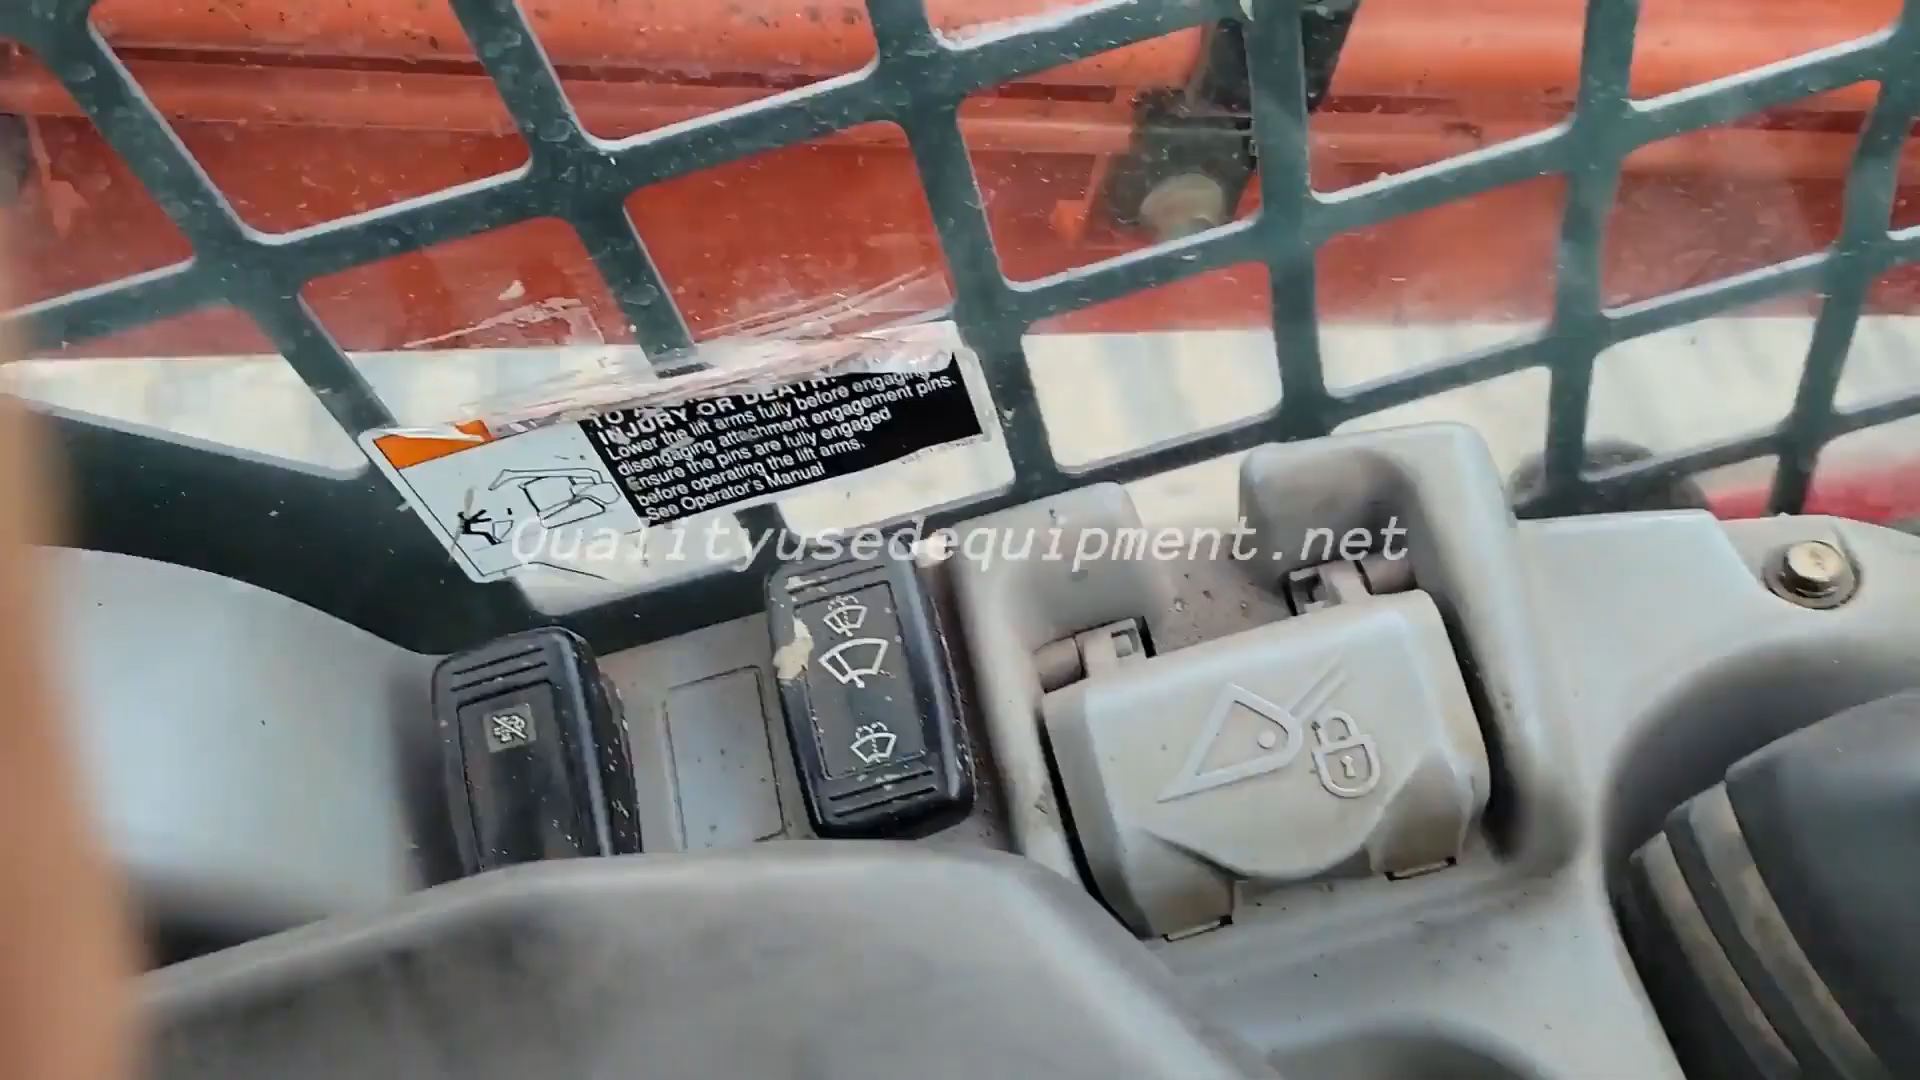 INJURY OR DEATH:
Lower the lift arms fully before engaging
disengaging attachment engagement pins.
Ensure the pins are fully engaged
before operating the lift arms.
See Operator's Manual
Qualityusedequipment.net